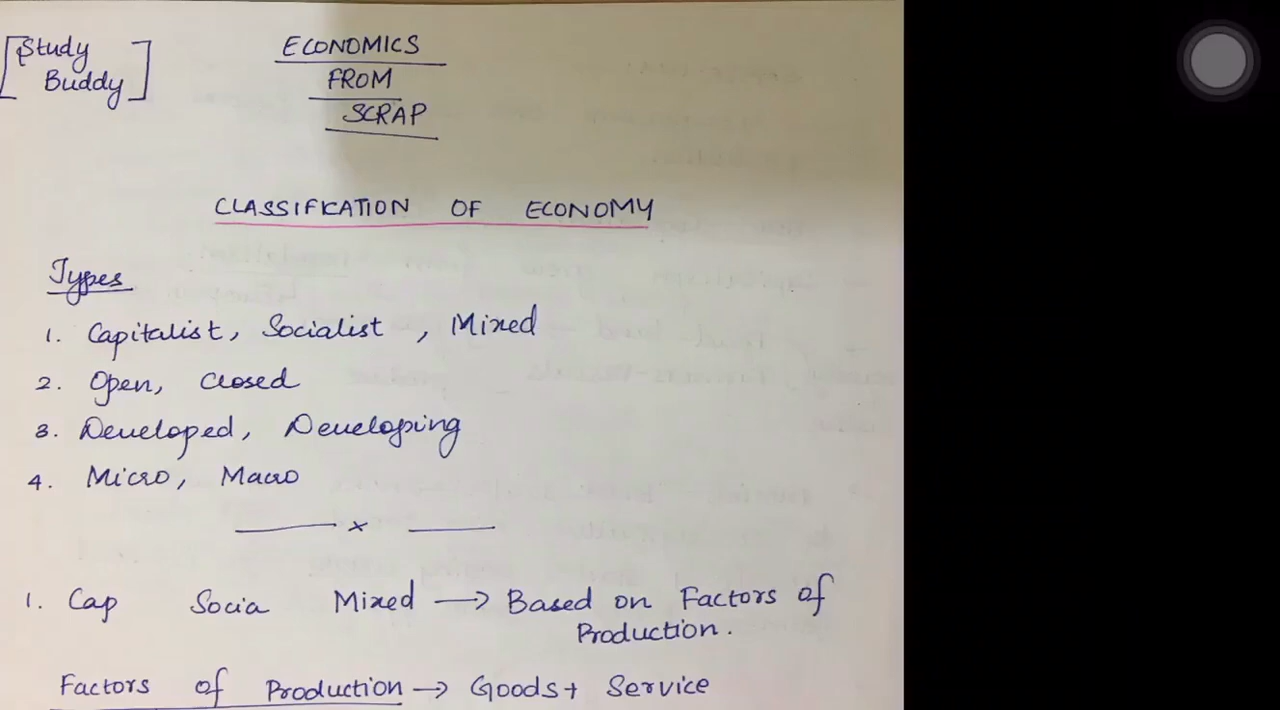 [Study
Buddy]
ECONOMICS
FROM
SCRAP
CLASSIFICATION OF ECONOMY
Types
1. Capitalist, Socialist, Mixed
2. Open, Closed
3. Developed, Developing
4. Micro, Macro
x
1. Cap Socia Mixed → Based on Factors of
Production.
Factors of Production → Goods + Service